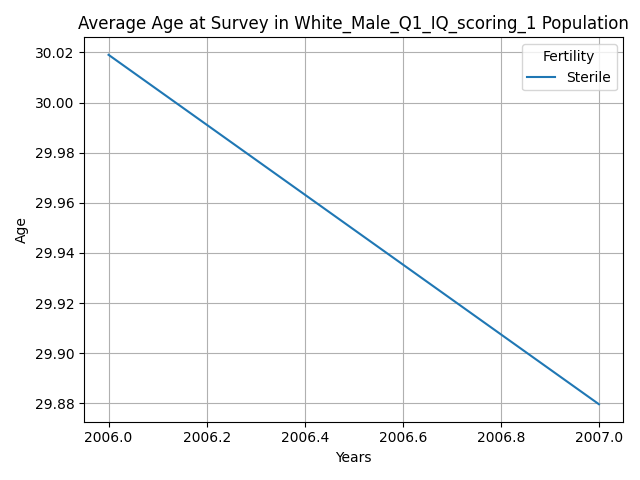 Average Age at Survey in White_Male_Q1_IQ_scoring_1 Population
Fertility
Sterile
30.02
30.00
29.98
29.96
29.94
29.92
29.90
29.88
Age
2006.0 2006.2 2006.4 2006.6 2006.8 2007.0
Years